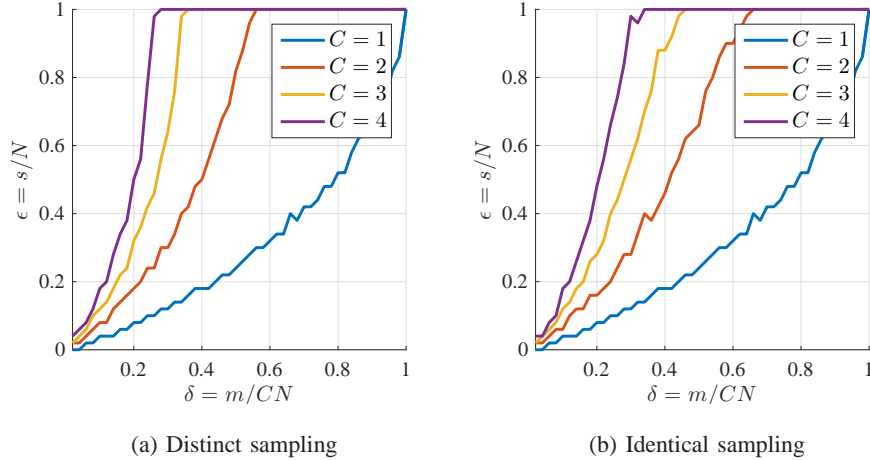 1
0.8
0.6
0.4
0.2
0
ϵ = s/N
0.2 0.4 0.6 0.8 1
δ = m/CN
C = 1
C = 2
C = 3
C = 4
(a) Distinct sampling
1
0.8
0.6
0.4
0.2
0
ϵ = s/N
0.2 0.4 0.6 0.8 1
δ = m/CN
C = 1
C = 2
C = 3
C = 4
(b) Identical sampling